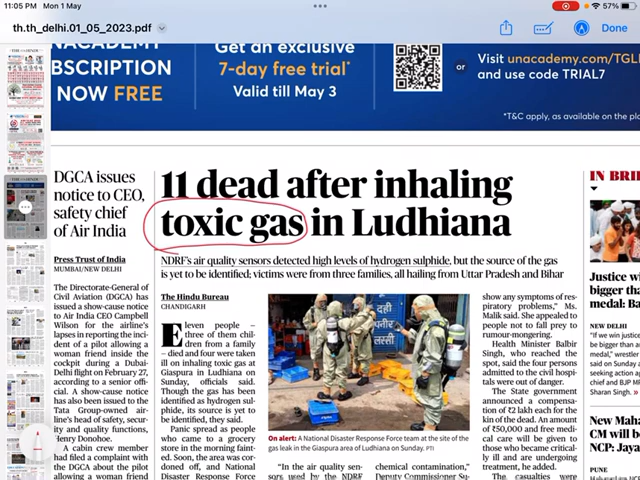 11:05 PM Mon 1 May
57%
th.th_delhi.01_05_2023.pdf
Done
UNACADEMY
BSCRIPTION
NOW FREE
Get an exclusive
7-day free trial*
Valid till May 3
or
Visit unacademy.com/TGLI
and use code TRIAL7
*T&C apply, as available on the pla
DGCA issues
notice to CEO,
safety chief
of Air India
Press Trust of India
MUMBAI/NEW DELHI
The Directorate-General of
Civil Aviation (DGCA) has
issued a show-cause notice
to Air India CEO Campbell
Wilson for the airline's
lapses in reporting the inci-
dent of a pilot allowing a
woman friend inside the
cockpit during a Dubai-
Delhi flight on February 27,
according to a senior offi-
cial. A show-cause notice
has also been issued to the
Tata Group-owned air-
line's head of safety, secur-
ity and quality functions,
Henry Donohoe.
A cabin crew member
had filed a complaint with
the DGCA about the pilot
allowing a woman friend
11 dead after inhaling
toxic gas in Ludhiana
NDRF's air quality sensors detected high levels of hydrogen sulphide, but the source of the gas
is yet to be identified; victims were from three families, all hailing from Uttar Pradesh and Bihar
The Hindu Bureau
CHANDIGARH
Eleven people –
three of them chil-
dren from a family
– died and four were taken
ill on inhaling toxic gas at
Giaspura in Ludhiana on
Sunday, officials said.
Though the gas has been
identified as hydrogen sul-
phide, its source is yet to
be identified, they said.
Panic spread as people
who came to a grocery
store in the morning faint-
ed. Soon, the area was cor-
doned off, and National
Disaster Response Force
On alert: A National Disaster Response Force team at the site of the
gas leak in the Giaspura area of Ludhiana on Sunday. PTI
"In the air quality sen-
sors used by the NDRF
chemical contamination,"
Deputy Commissioner Su-
show any symptoms of res-
piratory problems," Ms.
Malik said. She appealed to
people not to fall prey to
rumour-mongering.
Health Minister Balbir
Singh, who reached the
spot, said the four persons
admitted to the civil hospi-
tals were out of danger.
The State government
announced a compensa-
tion of ₹2 lakh each for the
kin of the dead. An amount
of ₹50,000 and free medi-
cal care will be given to
those who became critical-
ly ill and are undergoing
treatment, he added.
The casualties were
IN BRIE
Justice wi
bigger tha
medal: Ba
NEW DELHI
"If we win justice
be bigger than an
medal," wrestler
said on Sunday a
seeking action ag
chief and BJP MP
Sharan Singh. »
New Maha
CM will be
NCP: Jaya
PUNE